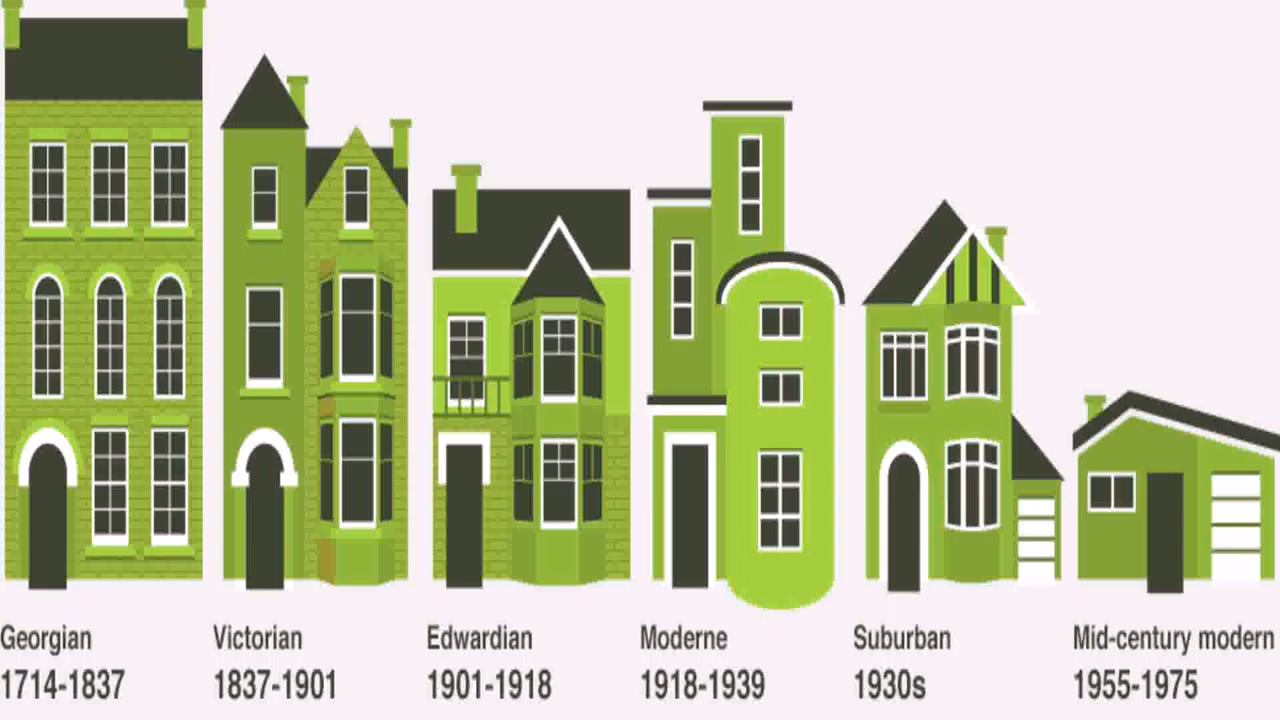 Georgian
1714-1837
Victorian
1837-1901
Edwardian
1901-1918
Moderne
1918-1939
Suburban
1930s
Mid-century modern
1955-1975